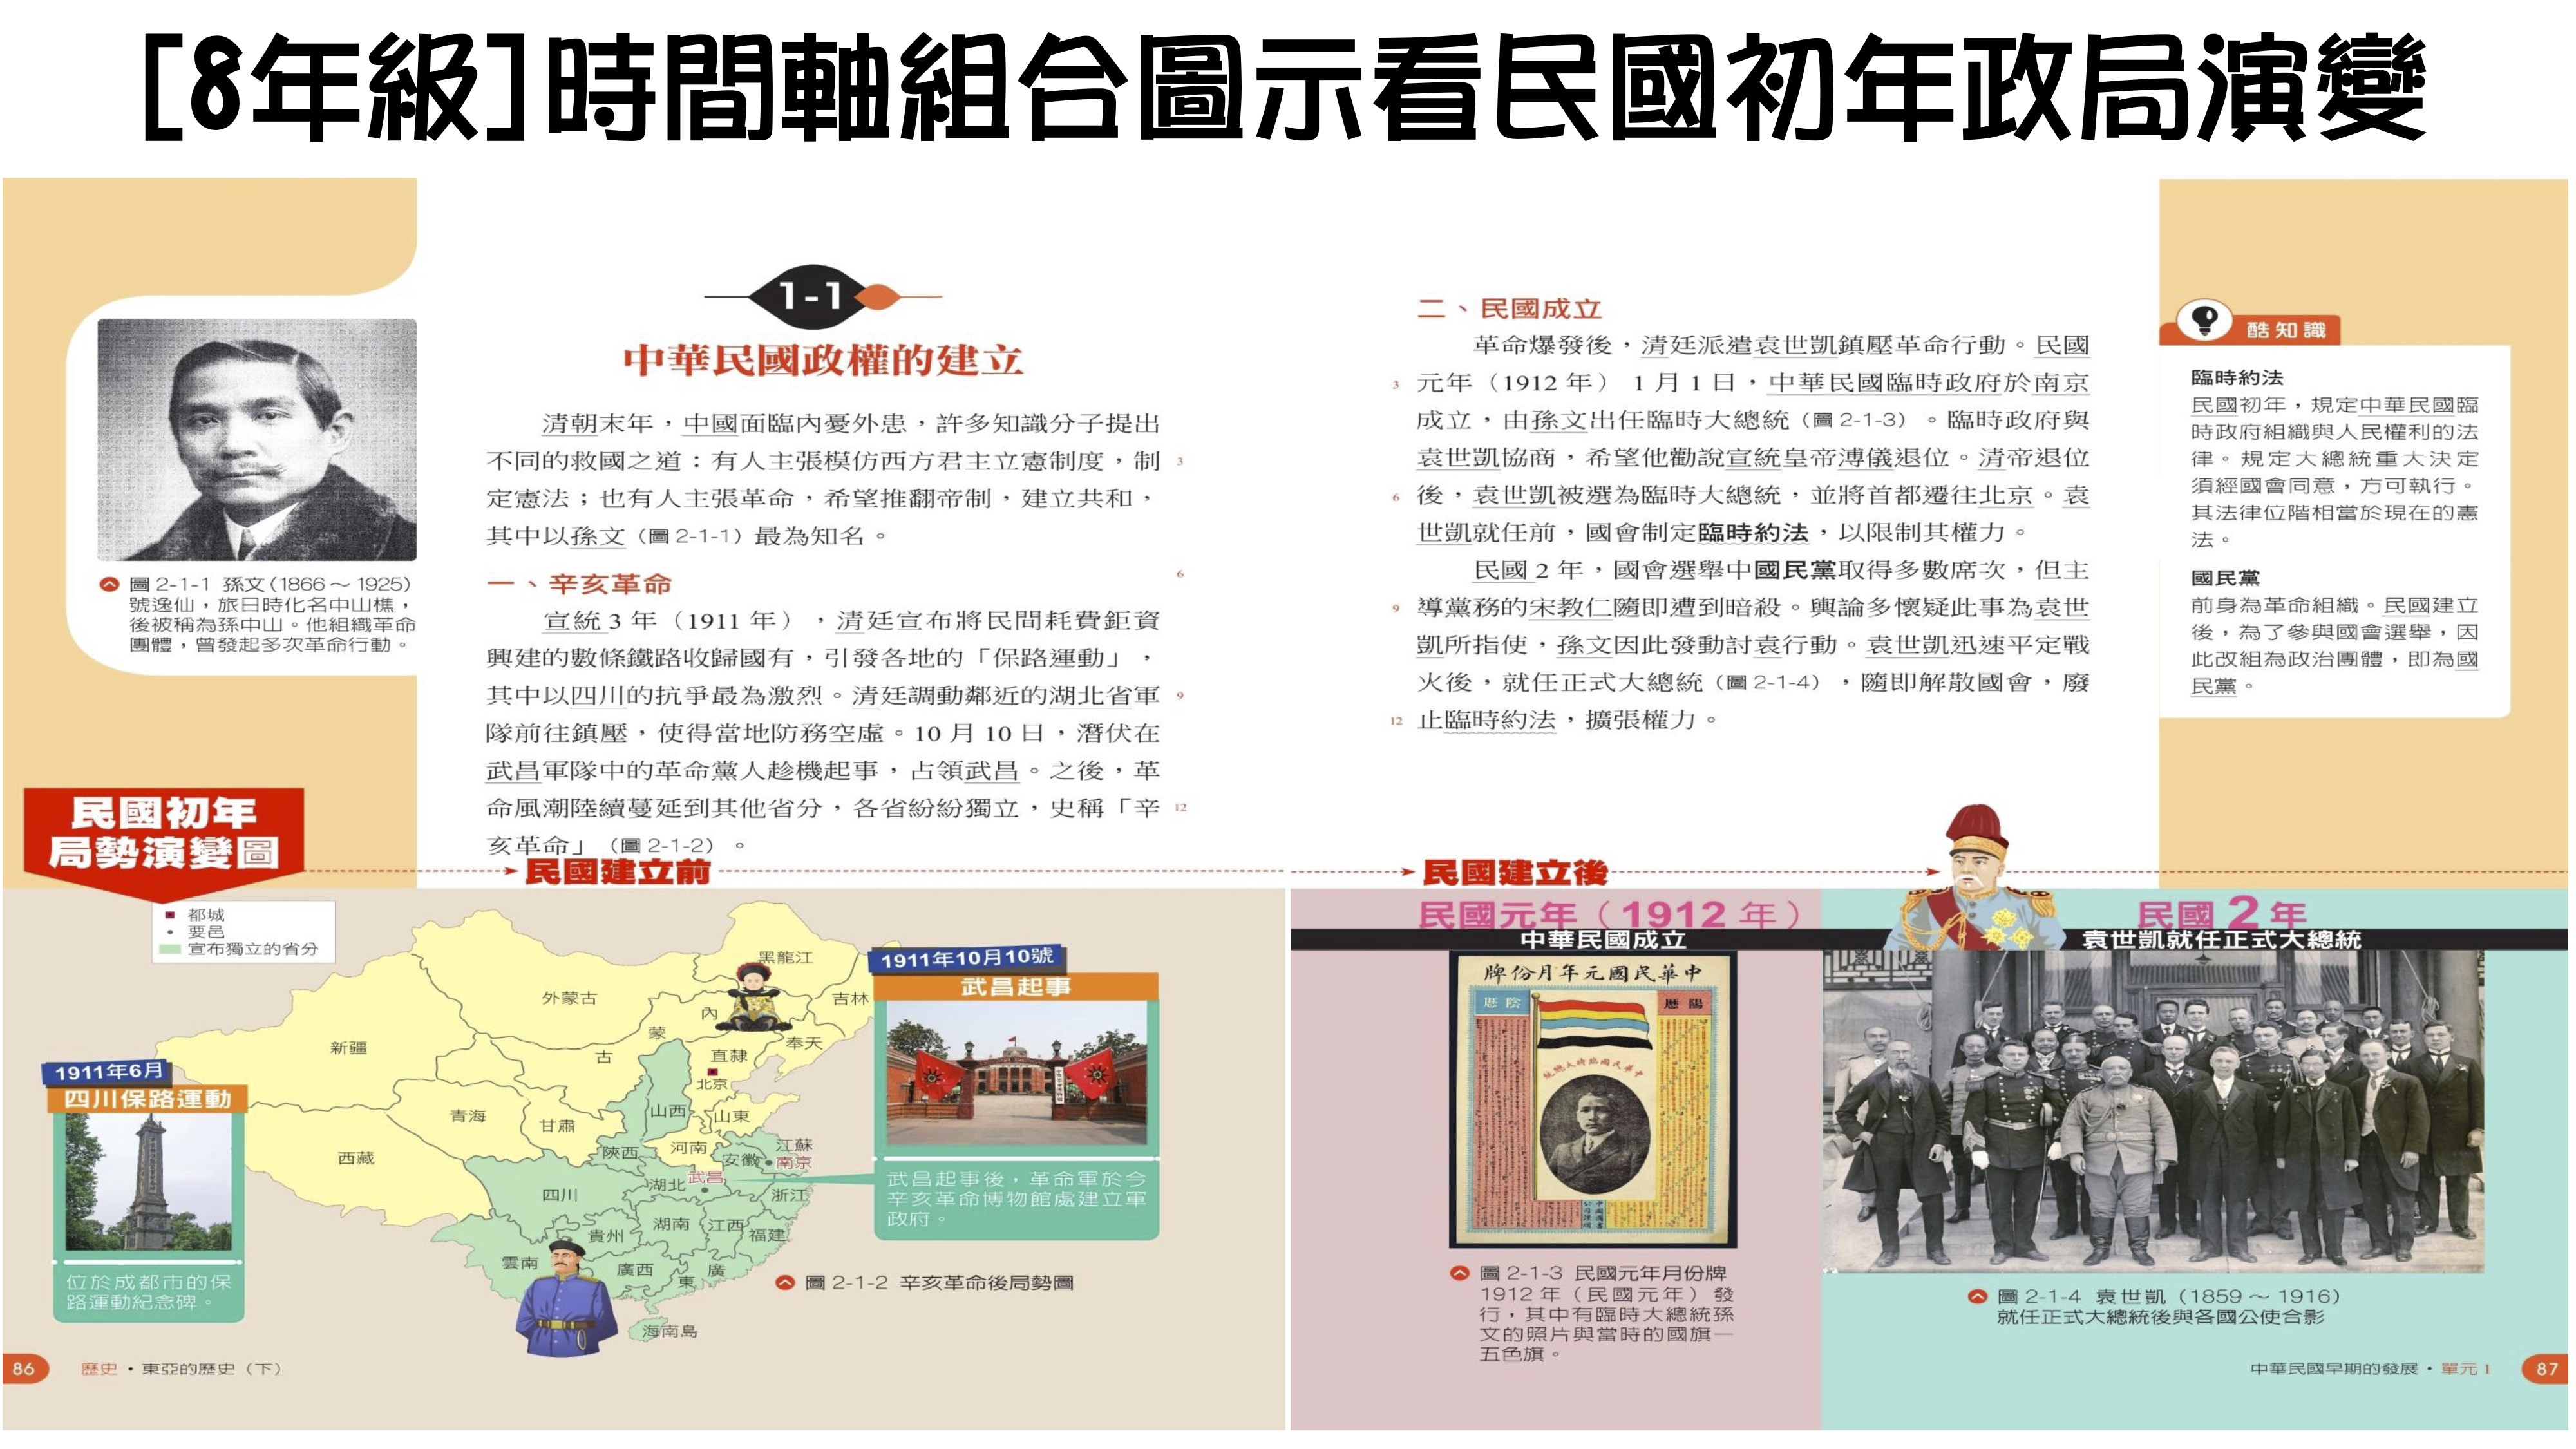 [8年級]時間軸組合圖示看民國初年政局演變
圖 2-1-1 孫文(1866～1925)
號逸仙，旅日時化名中山樵，
後被稱為孫中山。他組織革命
團體，曾發起多次革命行動。
1-1
中華民國政權的建立
清朝末年，中國面臨內憂外患，許多知識分子提出
不同的救國之道：有人主張模仿西方君主立憲制度，制 3
定憲法；也有人主張革命，希望推翻帝制，建立共和，
其中以孫文（圖 2-1-1）最為知名。
一、辛亥革命 6
宣統 3 年（1911 年），清廷宣布將民間耗費鉅資
興建的數條鐵路收歸國有，引發各地的「保路運動」，
其中以四川的抗爭最為激烈。清廷調動鄰近的湖北省軍 9
隊前往鎮壓，使得當地防務空虛。10 月 10 日，潛伏在
武昌軍隊中的革命黨人趁機起事，占領武昌。之後，革
命風潮陸續蔓延到其他省分，各省紛紛獨立，史稱「辛 12
亥革命」（圖 2-1-2）。
二、民國成立
革命爆發後，清廷派遣袁世凱鎮壓革命行動。民國
3 元年（1912 年） 1 月 1 日，中華民國臨時政府於南京
成立，由孫文出任臨時大總統（圖 2-1-3）。臨時政府與
袁世凱協商，希望他勸說宣統皇帝溥儀退位。清帝退位
6 後，袁世凱被選為臨時大總統，並將首都遷往北京。袁
世凱就任前，國會制定臨時約法，以限制其權力。
民國 2 年，國會選舉中國民黨取得多數席次，但主
9 導黨務的宋教仁隨即遭到暗殺。輿論多懷疑此事為袁世
凱所指使，孫文因此發動討袁行動。袁世凱迅速平定戰
火後，就任正式大總統（圖 2-1-4），隨即解散國會，廢
12 止臨時約法，擴張權力。
酷知識
臨時約法
民國初年，規定中華民國臨
時政府組織與人民權利的法
律。規定大總統重大決定
須經國會同意，方可執行。
其法律位階相當於現在的憲
法。
國民黨
前身為革命組織。民國建立
後，為了參與國會選舉，因
此改組為政治團體，即為國
民黨。
民國初年
局勢演變圖
民國建立前
都城
要邑
宣布獨立的省分
1911年6月
四川保路運動
位於成都市的保
路運動紀念碑。
黑龍江
外蒙古
吉林
內
蒙
古
新疆
奉天
直隸
北京
青海
甘肅
山西
山東
西藏
陝西
河南
江蘇
安徽
南京
四川
湖北
武昌
浙江
湖南
江西
貴州
福建
雲南
廣西
廣
東
海南島
1911年10月10號
武昌起事
武昌起事後，革命軍於今
辛亥革命博物館處建立軍
政府。
圖 2-1-2 辛亥革命後局勢圖
民國建立後
民國元年（1912 年）
中華民國成立
牌份月年元國民華中
歷陰
歷陽
統總大時臨國民華中
圖 2-1-3 民國元年月份牌
1912 年（民國元年）發
行，其中有臨時大總統孫
文的照片與當時的國旗—
五色旗。
民國 2 年
袁世凱就任正式大總統
圖 2-1-4 袁世凱（1859～1916）
就任正式大總統後與各國公使合影
86 歷史・東亞的歷史（下）
中華民國早期的發展・單元 1 87